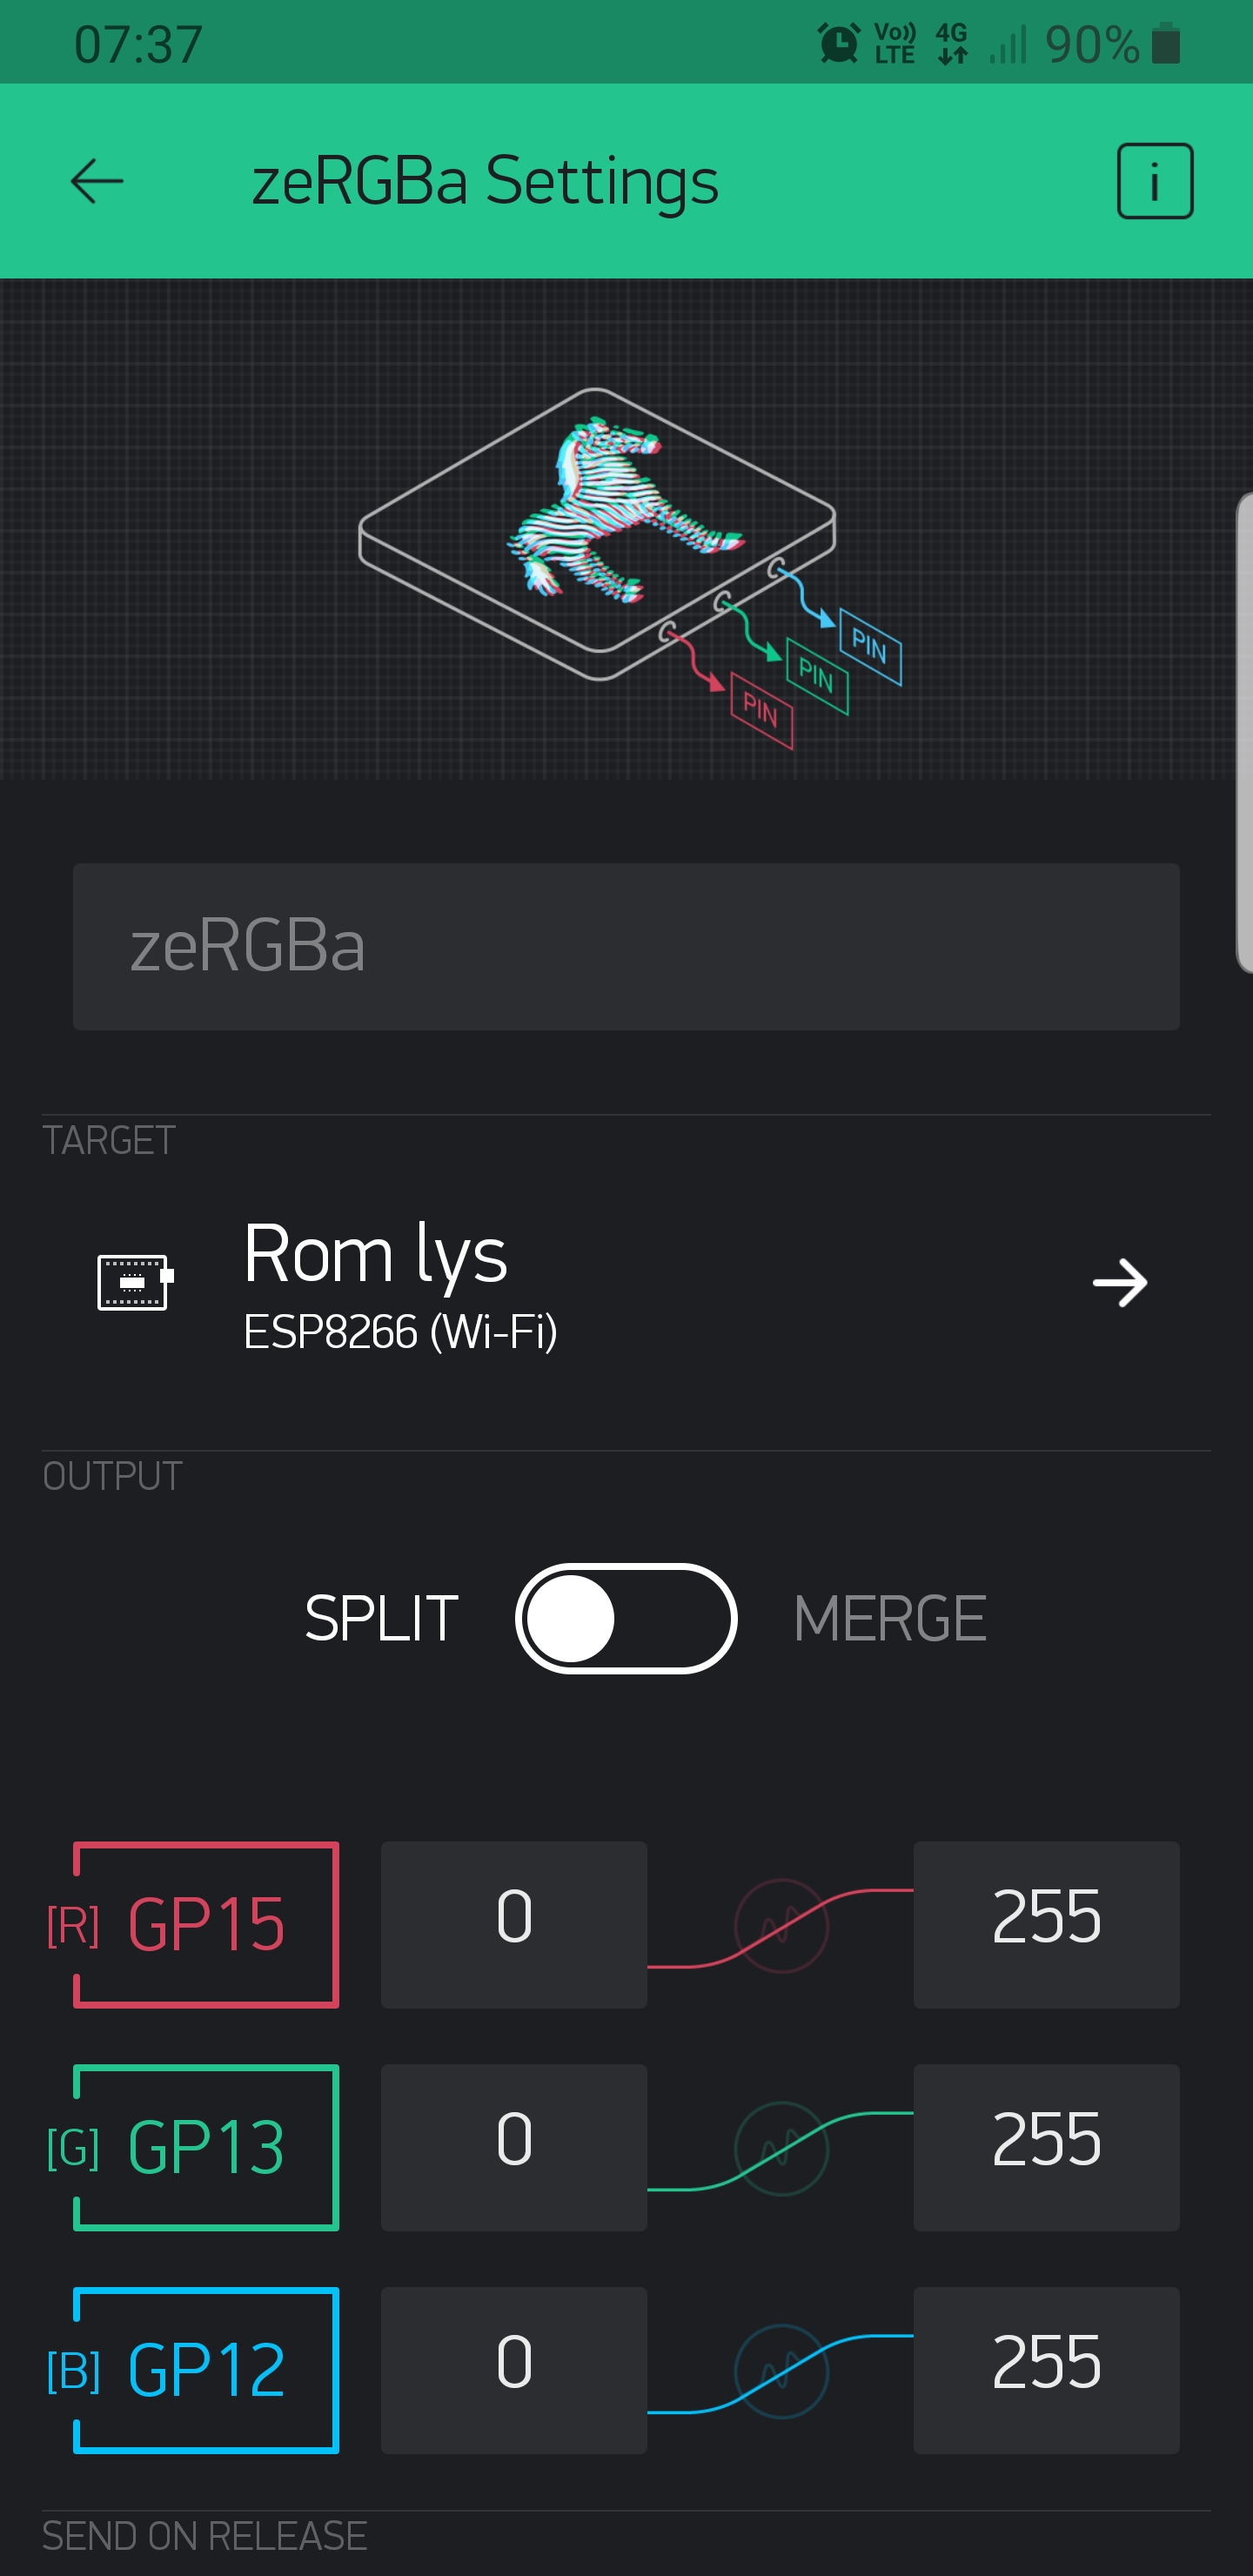 07:37 Vo)) LTE 4G 90%
zeRGBa Settings i
PIN
PIN
PIN
zeRGBa
TARGET
Rom lys
ESP8266 (Wi-Fi)
OUTPUT
SPLIT MERGE
[R] GP15 0 255
[G] GP13 0 255
[B] GP12 0 255
SEND ON RELEASE